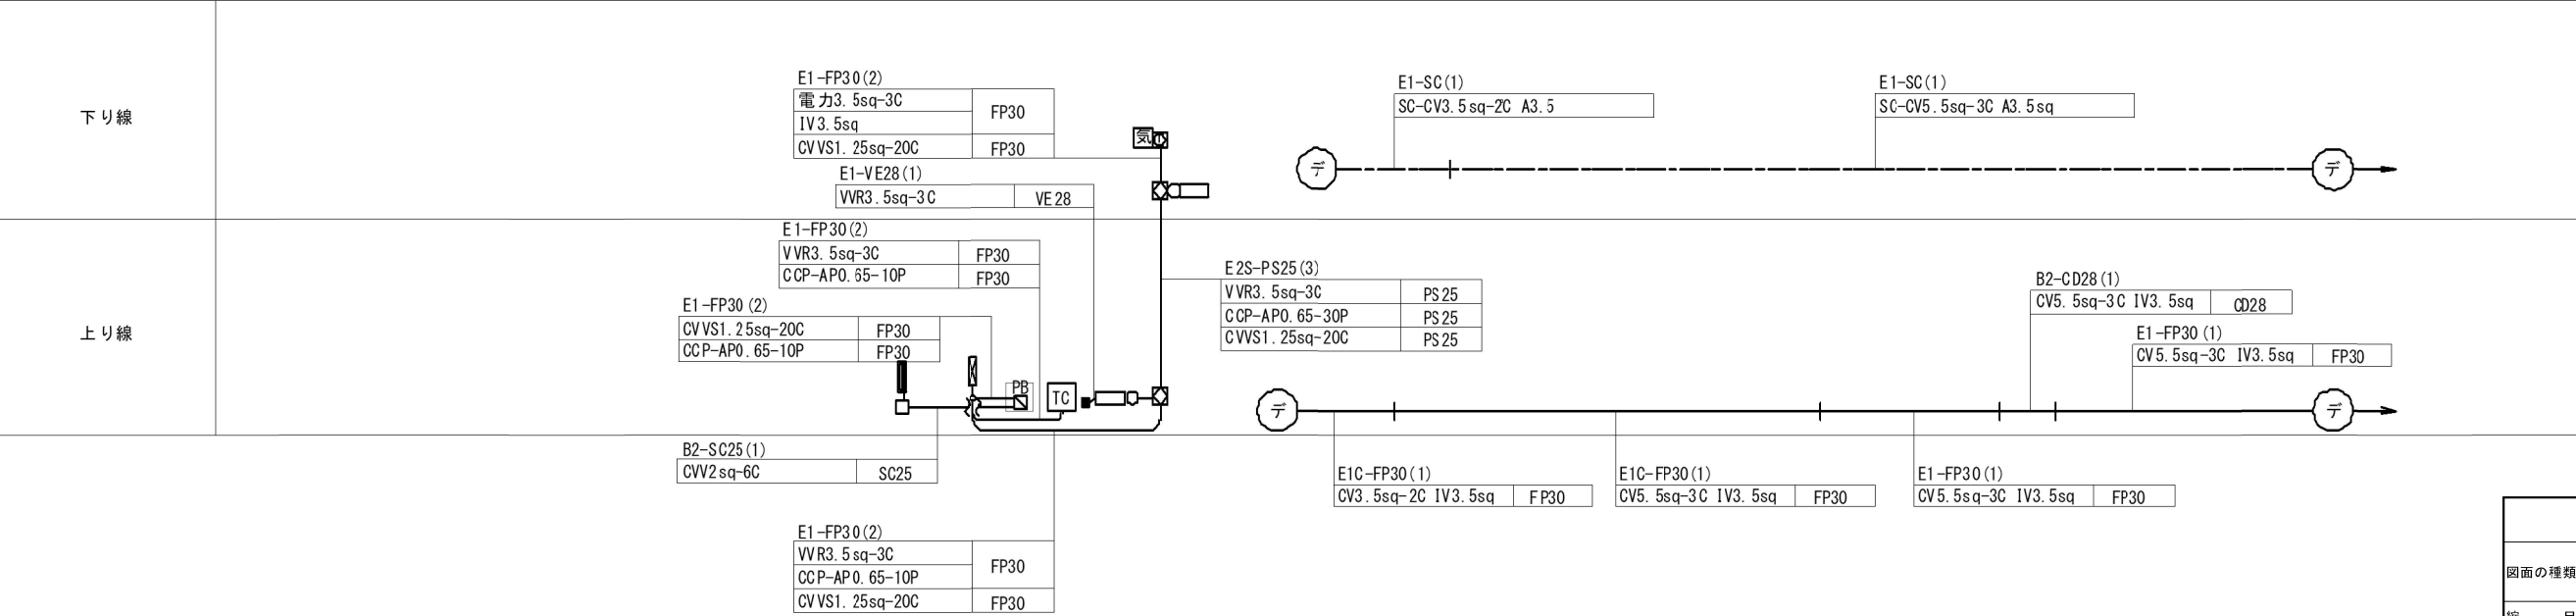 下り線
E1-FP30(2)
電力3.5sq-3C
IV3.5sq
FP30
CVVS1.25sq-20C FP30
E1-VE28(1)
VVR3.5sq-3C VE28
気
E1-SC(1)
SC-CV3.5sq-2C A3.5
E1-SC(1)
SC-CV5.5sq-3C A3.5sq
デ
デ
上り線
E1-FP30(2)
VVR3.5sq-3C FP30
CCP-AP0.65-10P FP30
E1-FP30(2)
CVVS1.25sq-20C FP30
CCP-AP0.65-10P FP30
PB
TC
E2S-PS25(3)
VVR3.5sq-3C PS25
CCP-AP0.65-30P PS25
CVVS1.25sq-20C PS25
B2-CD28(1)
CV5.5sq-3C IV3.5sq CD28
E1-FP30(1)
CV5.5sq-3C IV3.5sq FP30
デ
デ
B2-SC25(1)
CVV2sq-6C SC25
E1C-FP30(1)
CV3.5sq-2C IV3.5sq FP30
E1C-FP30(1)
CV5.5sq-3C IV3.5sq FP30
E1-FP30(1)
CV5.5sq-3C IV3.5sq FP30
E1-FP30(2)
VVR3.5sq-3C
CCP-AP0.65-10P
FP30
CVVS1.25sq-20C FP30
図面の種類